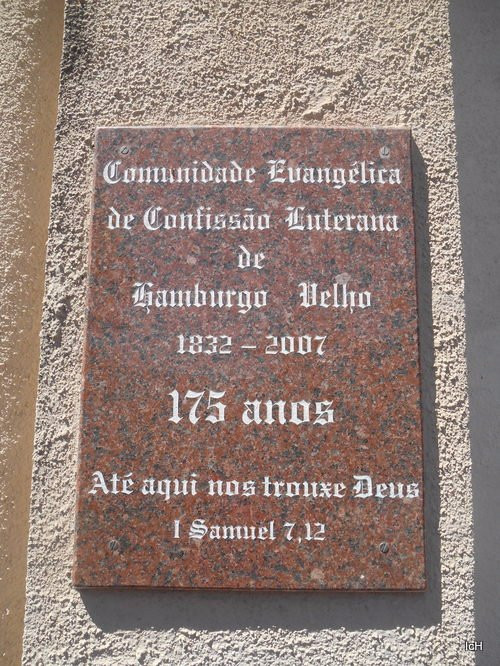 Comunidade Evangélica
de Confissão Luterana
de
Hamburgo Velho
1832 – 2007
175 anos
Até aqui nos trouxe Deus
I Samuel 7,12
IcH